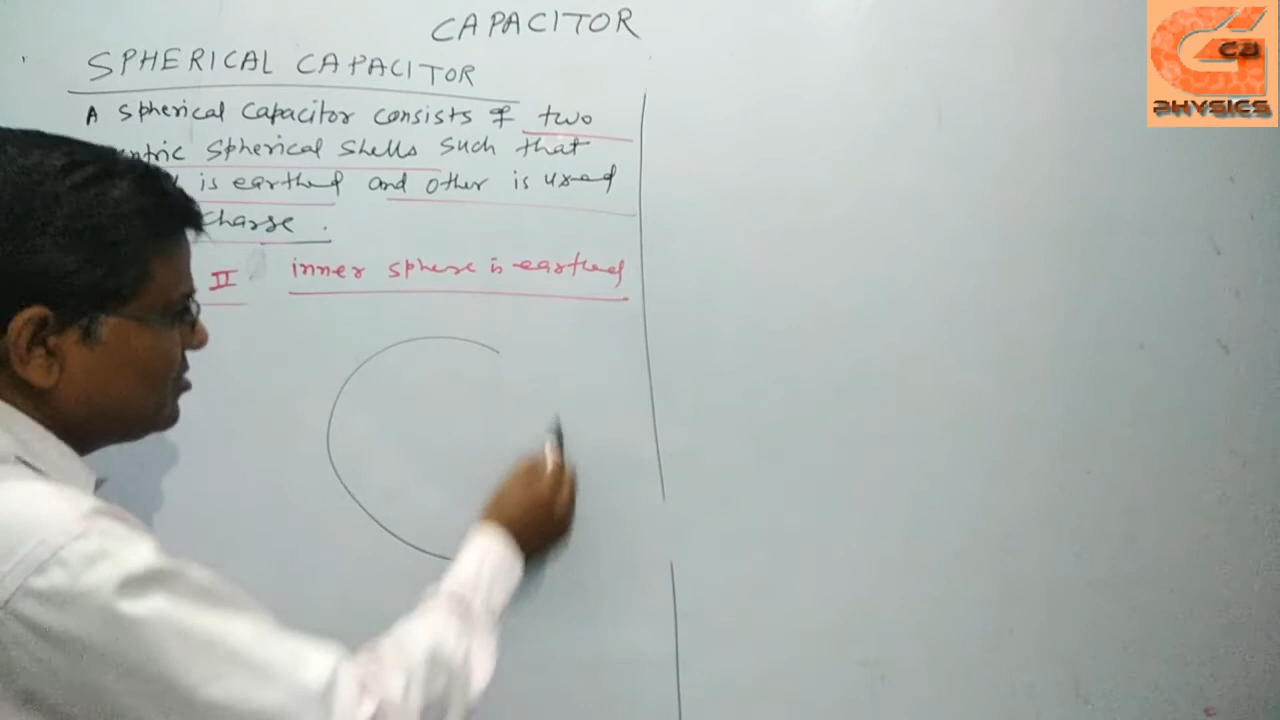 CAPACITOR
SPHERICAL CAPACITOR
A spherical capacitor consists of two
ntric spherical shells such that
is earthed and other is used
charge.
II inner sphere is earthed
ca
PHYSICS